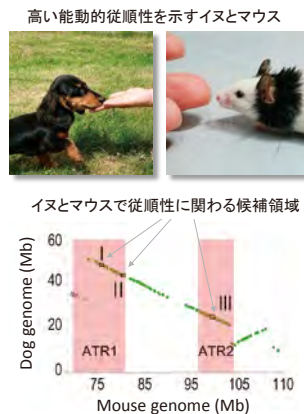 高い能動的従順性を示すイヌとマウス
イヌとマウスで従順性に関わる候補領域
Dog genome (Mb)
60
40
20
0
I
II
III
ATR1
ATR2
75
85
95
105
110
Mouse genome (Mb)